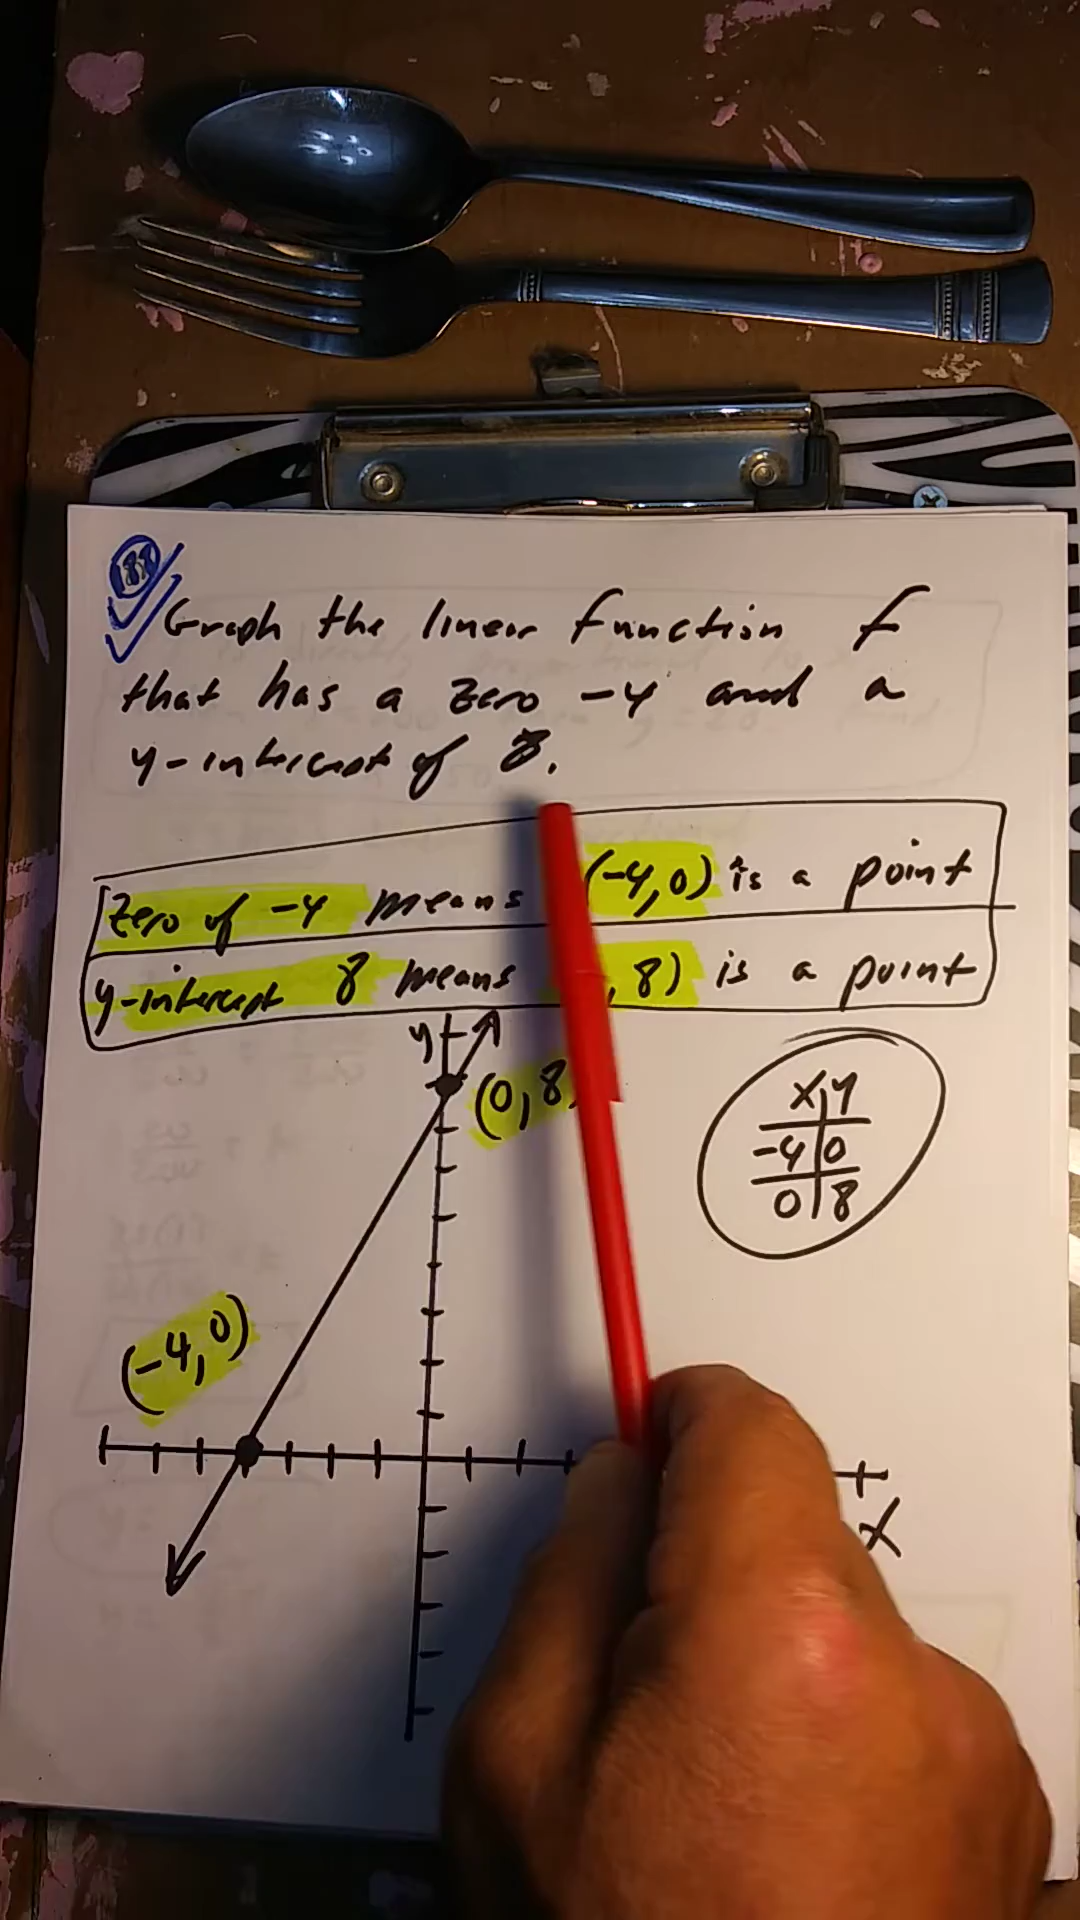 188
Graph the linear function f
that has a zero -4 and a
y-intercept of 8.
Zero of -4 means (-4,0) is a point
y-intercept 8 means , 8) is a point
y
(0,8
x y
-4 0
0 8
(-4,0)
x